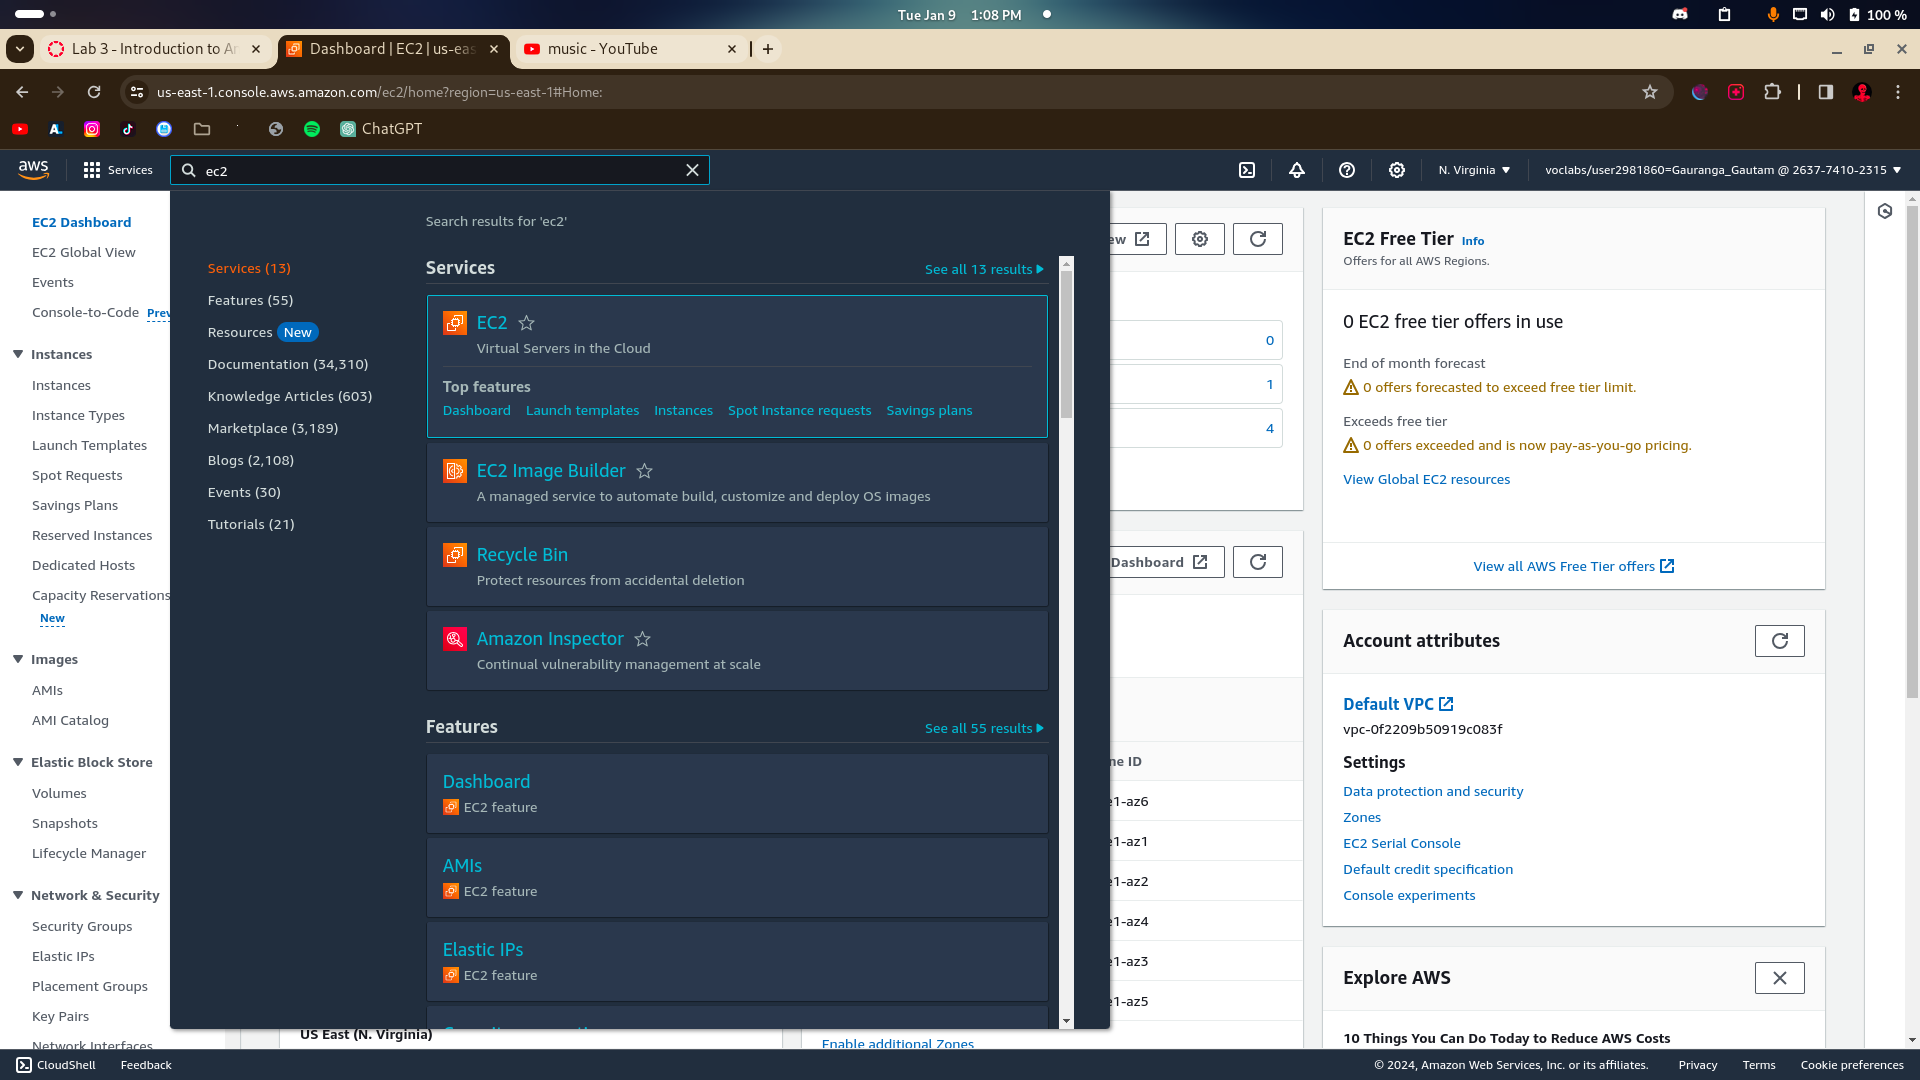 Tue Jan 9 1:08 PM
100 %
Lab 3 - Introduction to Am
Dashboard | EC2 | us-eas
music - YouTube
us-east-1.console.aws.amazon.com/ec2/home?region=us-east-1#Home:
ChatGPT
aws
Services
ec2
N. Virginia
voclabs/user2981860=Gauranga_Gautam @ 2637-7410-2315
EC2 Dashboard
EC2 Global View
Events
Console-to-Code Prev
Instances
Instances
Instance Types
Launch Templates
Spot Requests
Savings Plans
Reserved Instances
Dedicated Hosts
Capacity Reservations
New
Images
AMIs
AMI Catalog
Elastic Block Store
Volumes
Snapshots
Lifecycle Manager
Network & Security
Security Groups
Elastic IPs
Placement Groups
Key Pairs
Network Interfaces
Search results for 'ec2'
Services (13)
Features (55)
Resources New
Documentation (34,310)
Knowledge Articles (603)
Marketplace (3,189)
Blogs (2,108)
Events (30)
Tutorials (21)
Services
See all 13 results
EC2
Virtual Servers in the Cloud
Top features
Dashboard Launch templates Instances Spot Instance requests Savings plans
EC2 Image Builder
A managed service to automate build, customize and deploy OS images
Recycle Bin
Protect resources from accidental deletion
Amazon Inspector
Continual vulnerability management at scale
Features
See all 55 results
Dashboard
EC2 feature
AMIs
EC2 feature
Elastic IPs
EC2 feature
US East (N. Virginia)
Enable additional Zones
ew
0
1
4
Dashboard
ne ID
e1-az6
e1-az1
e1-az2
e1-az4
e1-az3
e1-az5
EC2 Free Tier Info
Offers for all AWS Regions.
0 EC2 free tier offers in use
End of month forecast
0 offers forecasted to exceed free tier limit.
Exceeds free tier
0 offers exceeded and is now pay-as-you-go pricing.
View Global EC2 resources
View all AWS Free Tier offers
Account attributes
Default VPC
vpc-0f2209b50919c083f
Settings
Data protection and security
Zones
EC2 Serial Console
Default credit specification
Console experiments
Explore AWS
10 Things You Can Do Today to Reduce AWS Costs
CloudShell
Feedback
© 2024, Amazon Web Services, Inc. or its affiliates.
Privacy
Terms
Cookie preferences